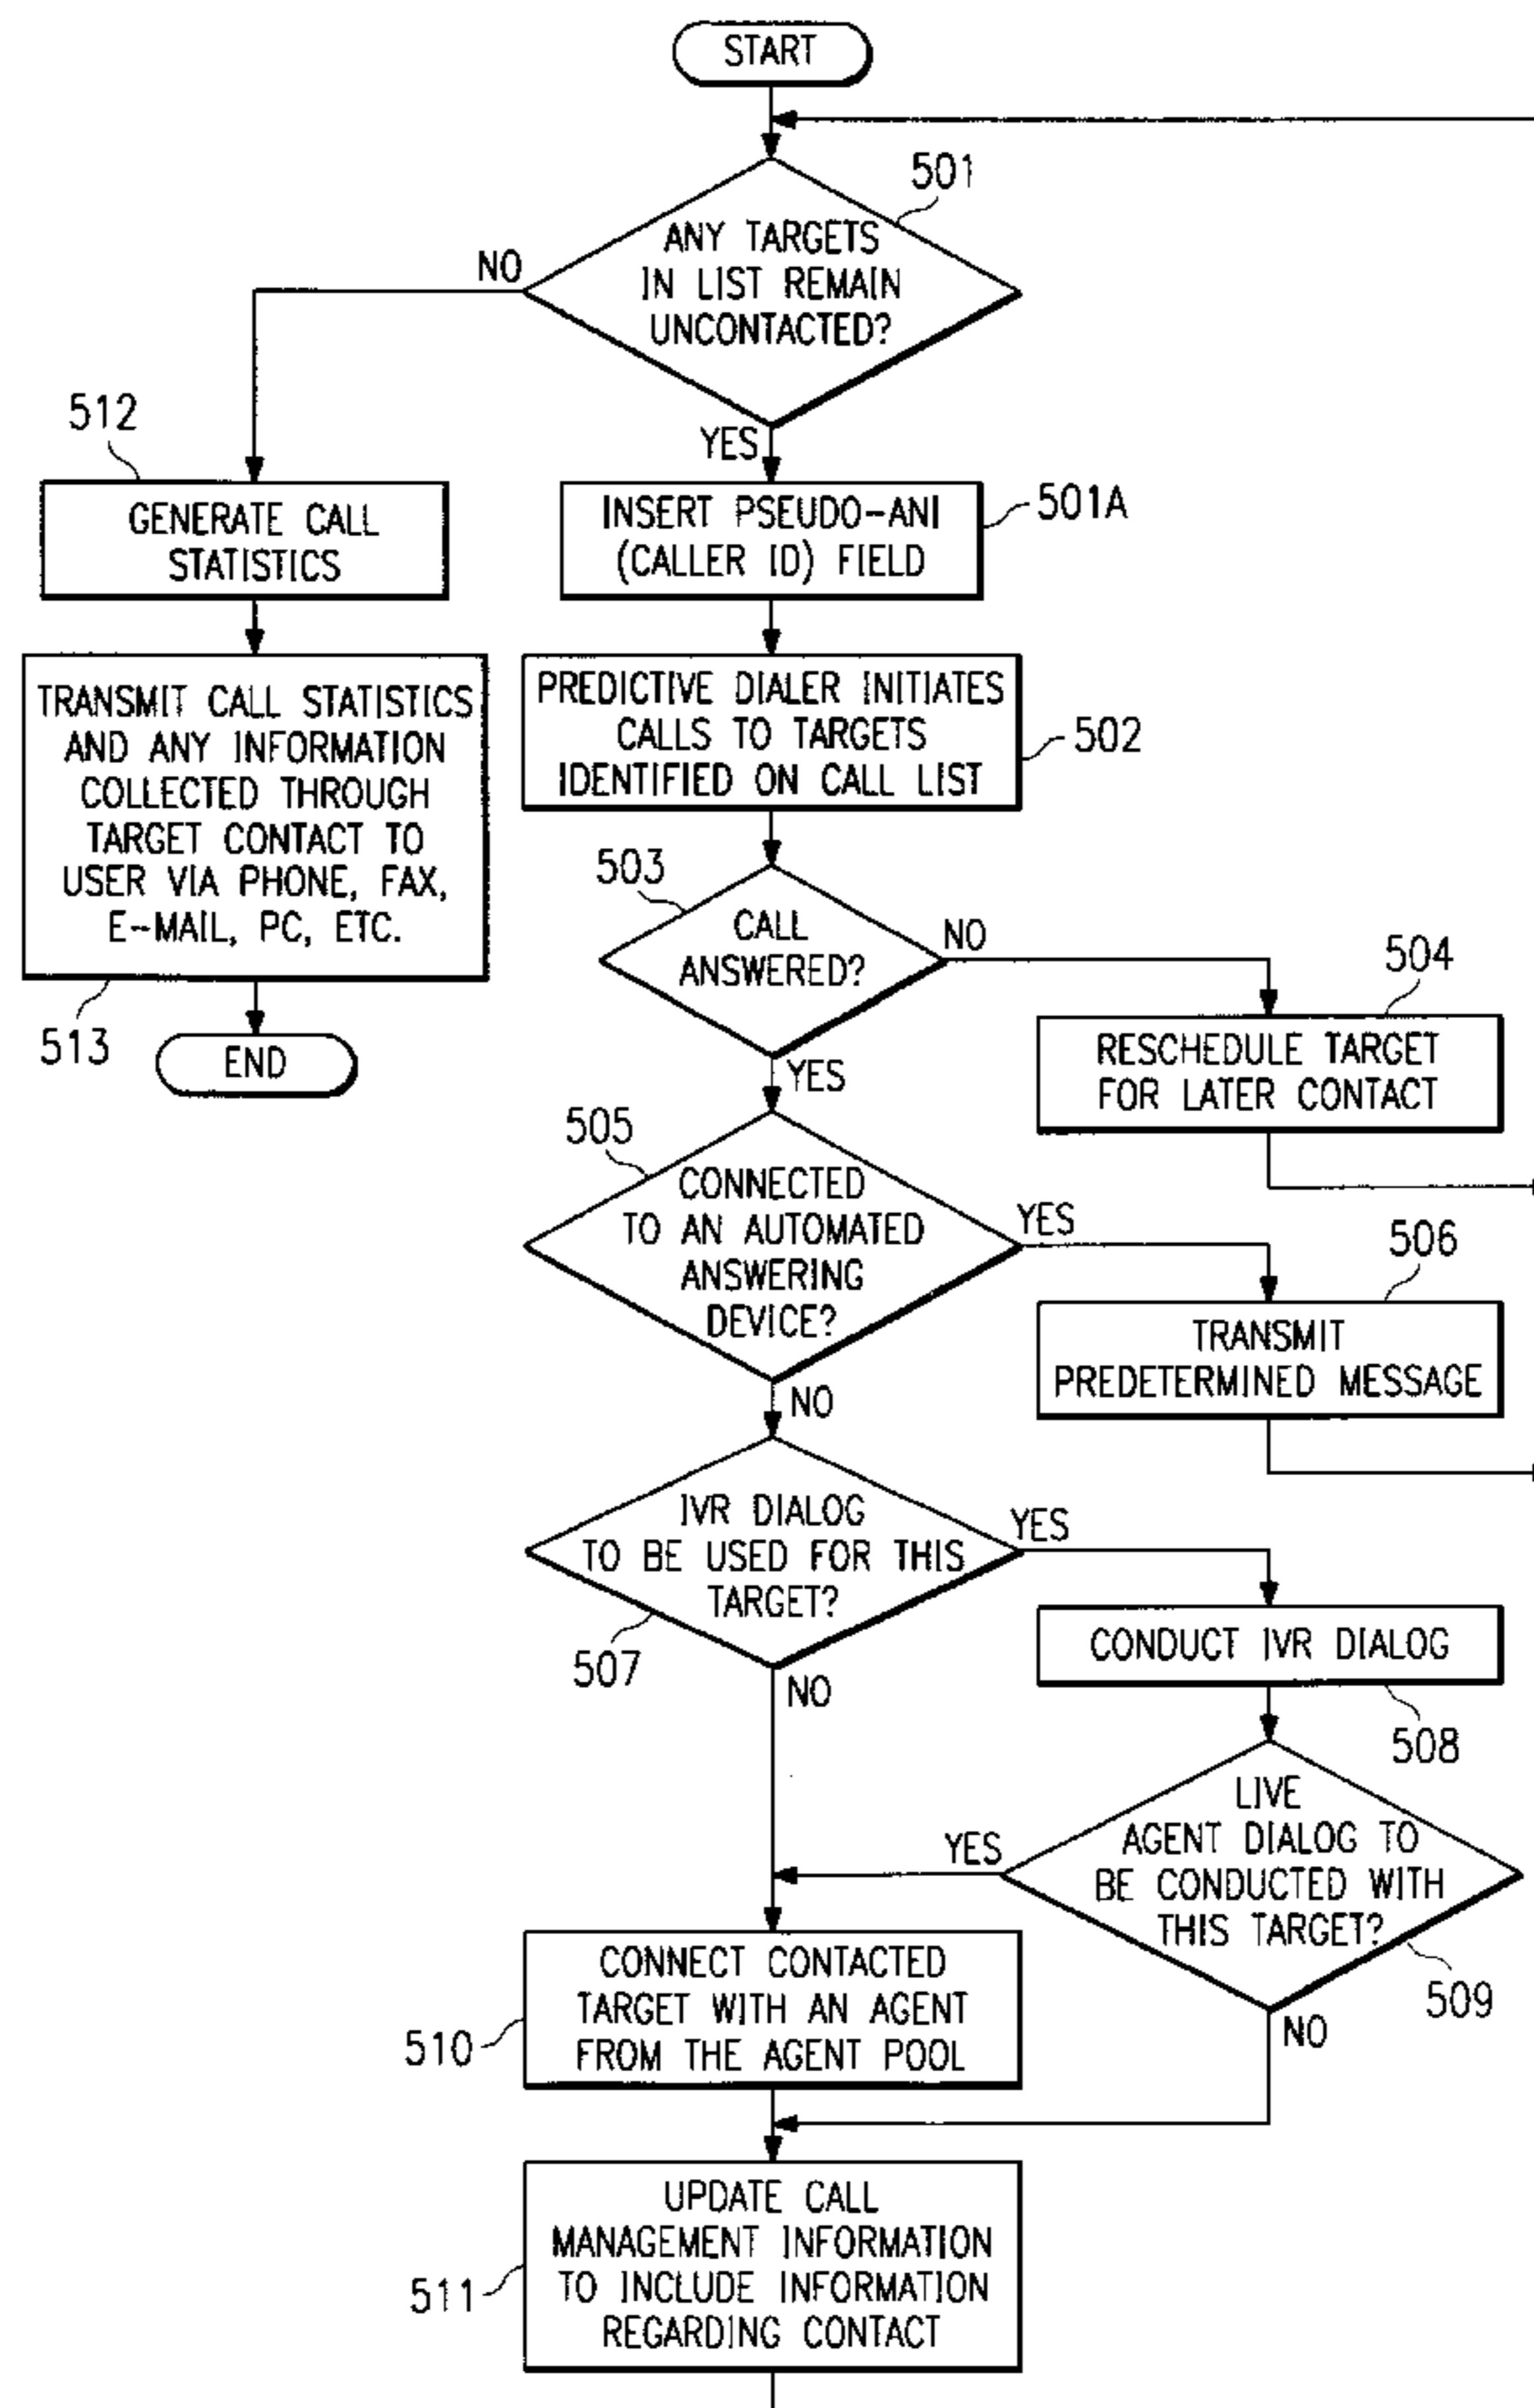 START
501
ANY TARGETS
IN LIST REMAIN
UNCONTACTED?
NO
YES
512
GENERATE CALL
STATISTICS
INSERT PSEUDO-ANI
(CALLER ID) FIELD
501A
TRANSMIT CALL STATISTICS
AND ANY INFORMATION
COLLECTED THROUGH
TARGET CONTACT TO
USER VIA PHONE, FAX,
E-MAIL, PC, ETC.
513
END
PREDICTIVE DIALER INITIATES
CALLS TO TARGETS
IDENTIFIED ON CALL LIST
502
503
CALL
ANSWERED?
NO
YES
504
RESCHEDULE TARGET
FOR LATER CONTACT
505
CONNECTED
TO AN AUTOMATED
ANSWERING
DEVICE?
YES
NO
506
TRANSMIT
PREDETERMINED MESSAGE
IVR DIALOG
TO BE USED FOR THIS
TARGET?
507
YES
NO
CONDUCT IVR DIALOG
508
LIVE
AGENT DIALOG TO
BE CONDUCTED WITH
THIS TARGET?
509
YES
NO
CONNECT CONTACTED
TARGET WITH AN AGENT
FROM THE AGENT POOL
510
UPDATE CALL
MANAGEMENT INFORMATION
TO INCLUDE INFORMATION
REGARDING CONTACT
511